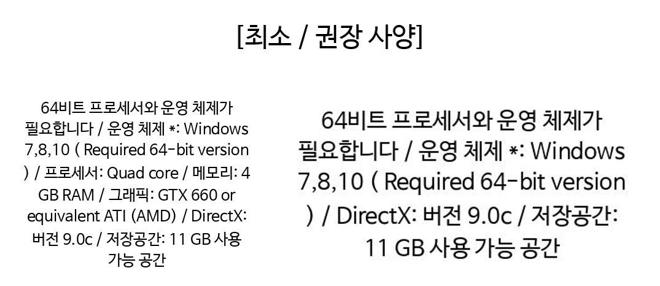 [최소 / 권장 사양]
64비트 프로세서와 운영 체제가
필요합니다 / 운영 체제 *: Windows
7,8,10 ( Required 64-bit version
) / 프로세서: Quad core / 메모리: 4
GB RAM / 그래픽: GTX 660 or
equivalent ATI (AMD) / DirectX:
버전 9.0c / 저장공간: 11 GB 사용
가능 공간
64비트 프로세서와 운영 체제가
필요합니다 / 운영 체제 *: Windows
7,8,10 ( Required 64-bit version
) / DirectX: 버전 9.0c / 저장공간:
11 GB 사용 가능 공간